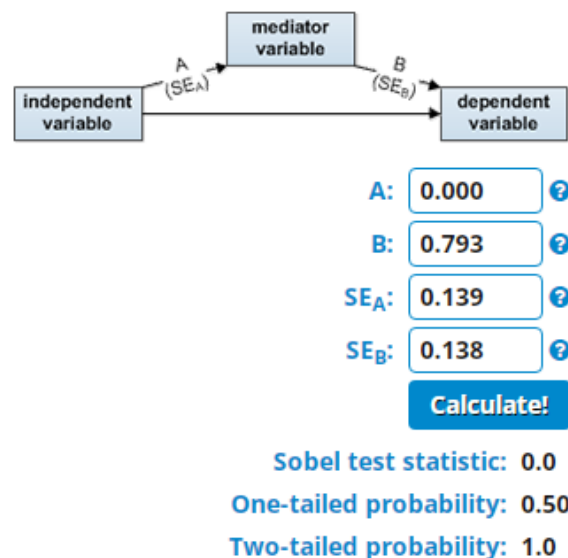 mediator
variable
A
(SEA)
B
(SEB)
independent
variable
dependent
variable
A: 0.000 ?
B: 0.793 ?
SEA: 0.139 ?
SEB: 0.138 ?
Calculate!
Sobel test statistic: 0.0
One-tailed probability: 0.50
Two-tailed probability: 1.0